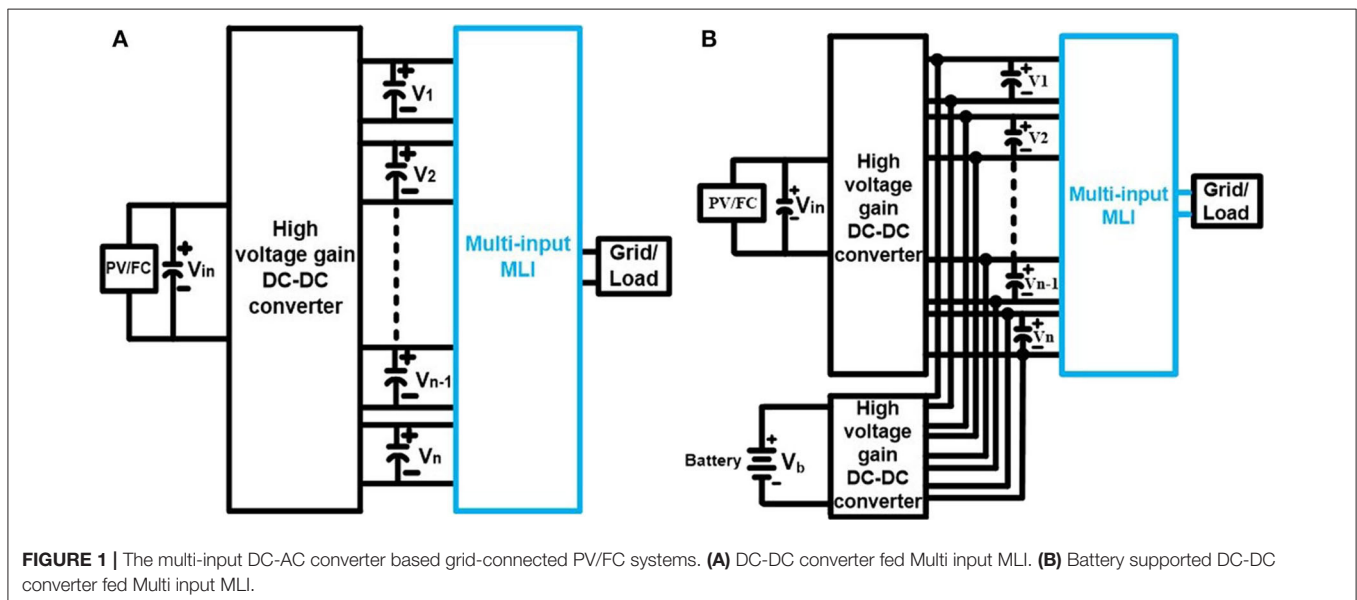 A
PV/FC
+
Vin
−
High
voltage gain
DC-DC
converter
+
V1
−
+
V2
−
+
Vn-1
−
+
Vn
−
Multi-input
MLI
Grid/
Load
B
PV/FC
+
Vin
−
High
voltage
gain
DC-DC
converter
+
V1
−
+
V2
−
+
Vn-1
−
+
Vn
−
Multi-input
MLI
Grid/
Load
Battery
+
Vb
-
High
voltage
gain
DC-DC
converter
FIGURE 1 | The multi-input DC-AC converter based grid-connected PV/FC systems. (A) DC-DC converter fed Multi input MLI. (B) Battery supported DC-DC
converter fed Multi input MLI.